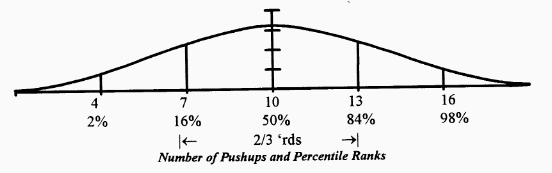 4 7 10 13 16
2% 16% 50% 84% 98%
|← 2/3 ‘rds →|
Number of Pushups and Percentile Ranks